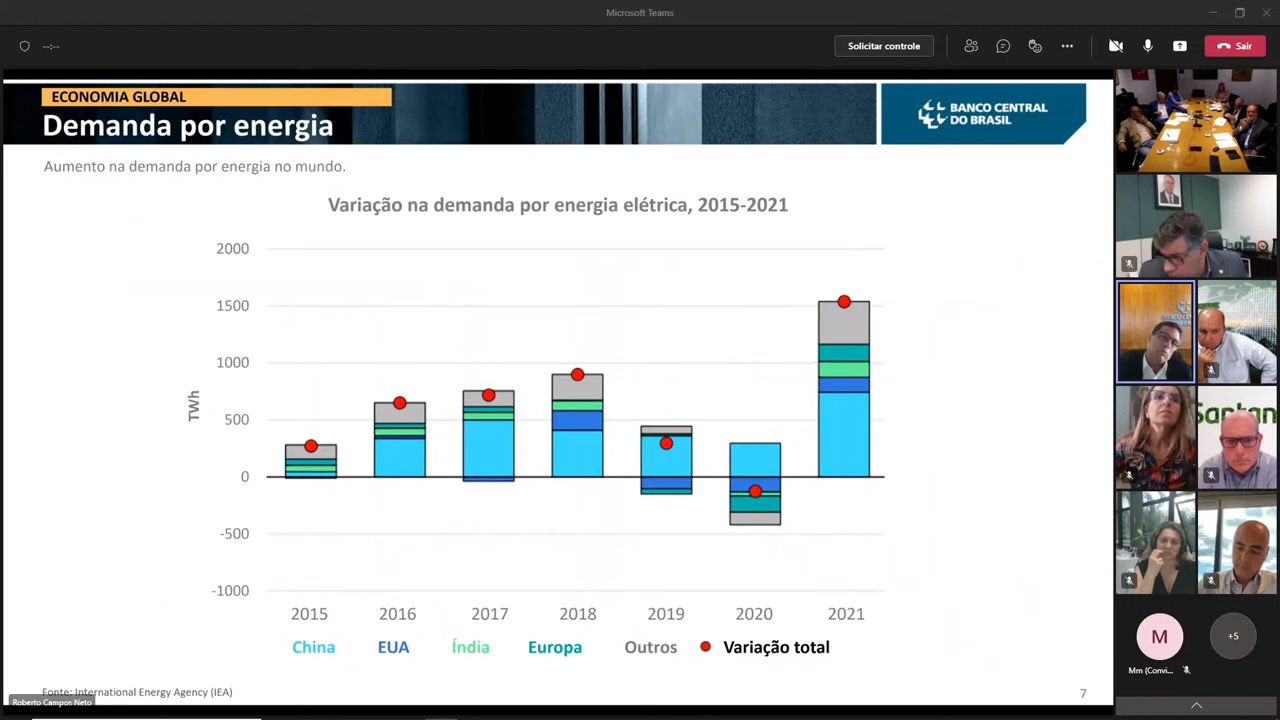 Microsoft Teams
--:--
Solicitar controle
Sair
ECONOMIA GLOBAL
Demanda por energia
BANCO CENTRAL
DO BRASIL
Aumento na demanda por energia no mundo.
Variação na demanda por energia elétrica, 2015-2021
TWh
2000
1500
1000
500
0
-500
-1000
2015 2016 2017 2018 2019 2020 2021
China EUA Índia Europa Outros Variação total
Fonte: International Energy Agency (IEA)
7
Roberto Campos Neto
Santan
M
+5
Mm (Convi...